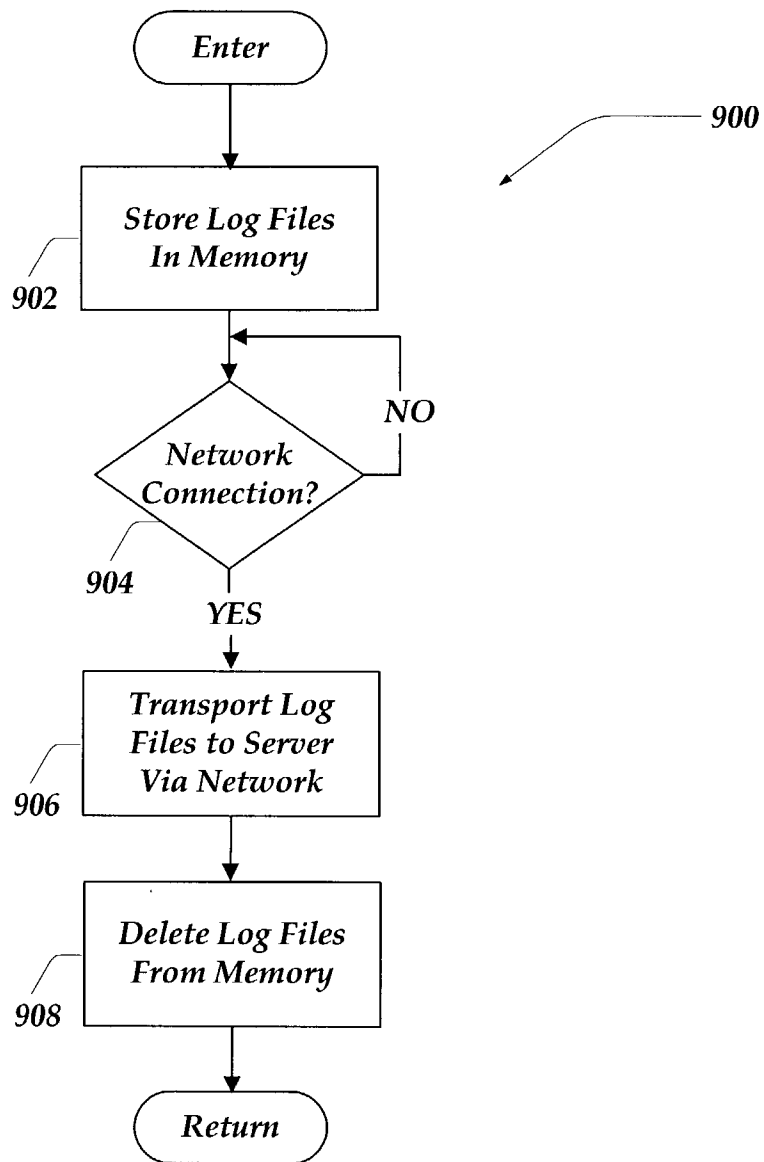 Enter
900
Store Log Files
In Memory
902
NO
Network
Connection?
904
YES
Transport Log
Files to Server
Via Network
906
Delete Log Files
From Memory
908
Return